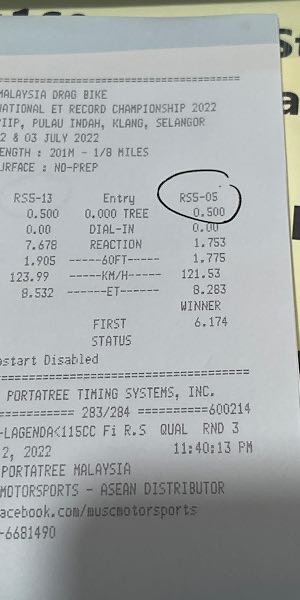 MALAYSIA DRAG BIKE
NATIONAL ET RECORD CHAMPIONSHIP 2022
PIIP, PULAU INDAH, KLANG, SELANGOR
2 & 03 JULY 2022
ENGTH : 201M - 1/8 MILES
URFACE : NO-PREP
RS5-13 Entry RS5-05
0.500 0.000 TREE 0.500
0.00 DIAL-IN 0.00
7.678 REACTION 1.753
1.905 -----60FT----- 1.775
123.99 -----KM/H----- 121.53
8.532 ------ET------ 8.283
WINNER
FIRST 6.174
STATUS
start Disabled
PORTATREE TIMING SYSTEMS, INC.
=========== 283/284 ==========600214
-LAGENDA<115CC Fi R.S QUAL RND 3
2, 2022 11:40:13 PM
PORTATREE MALAYSIA
MOTORSPORTS - ASEAN DISTRIBUTOR
acebook.com/muscmotorsports
-6681490